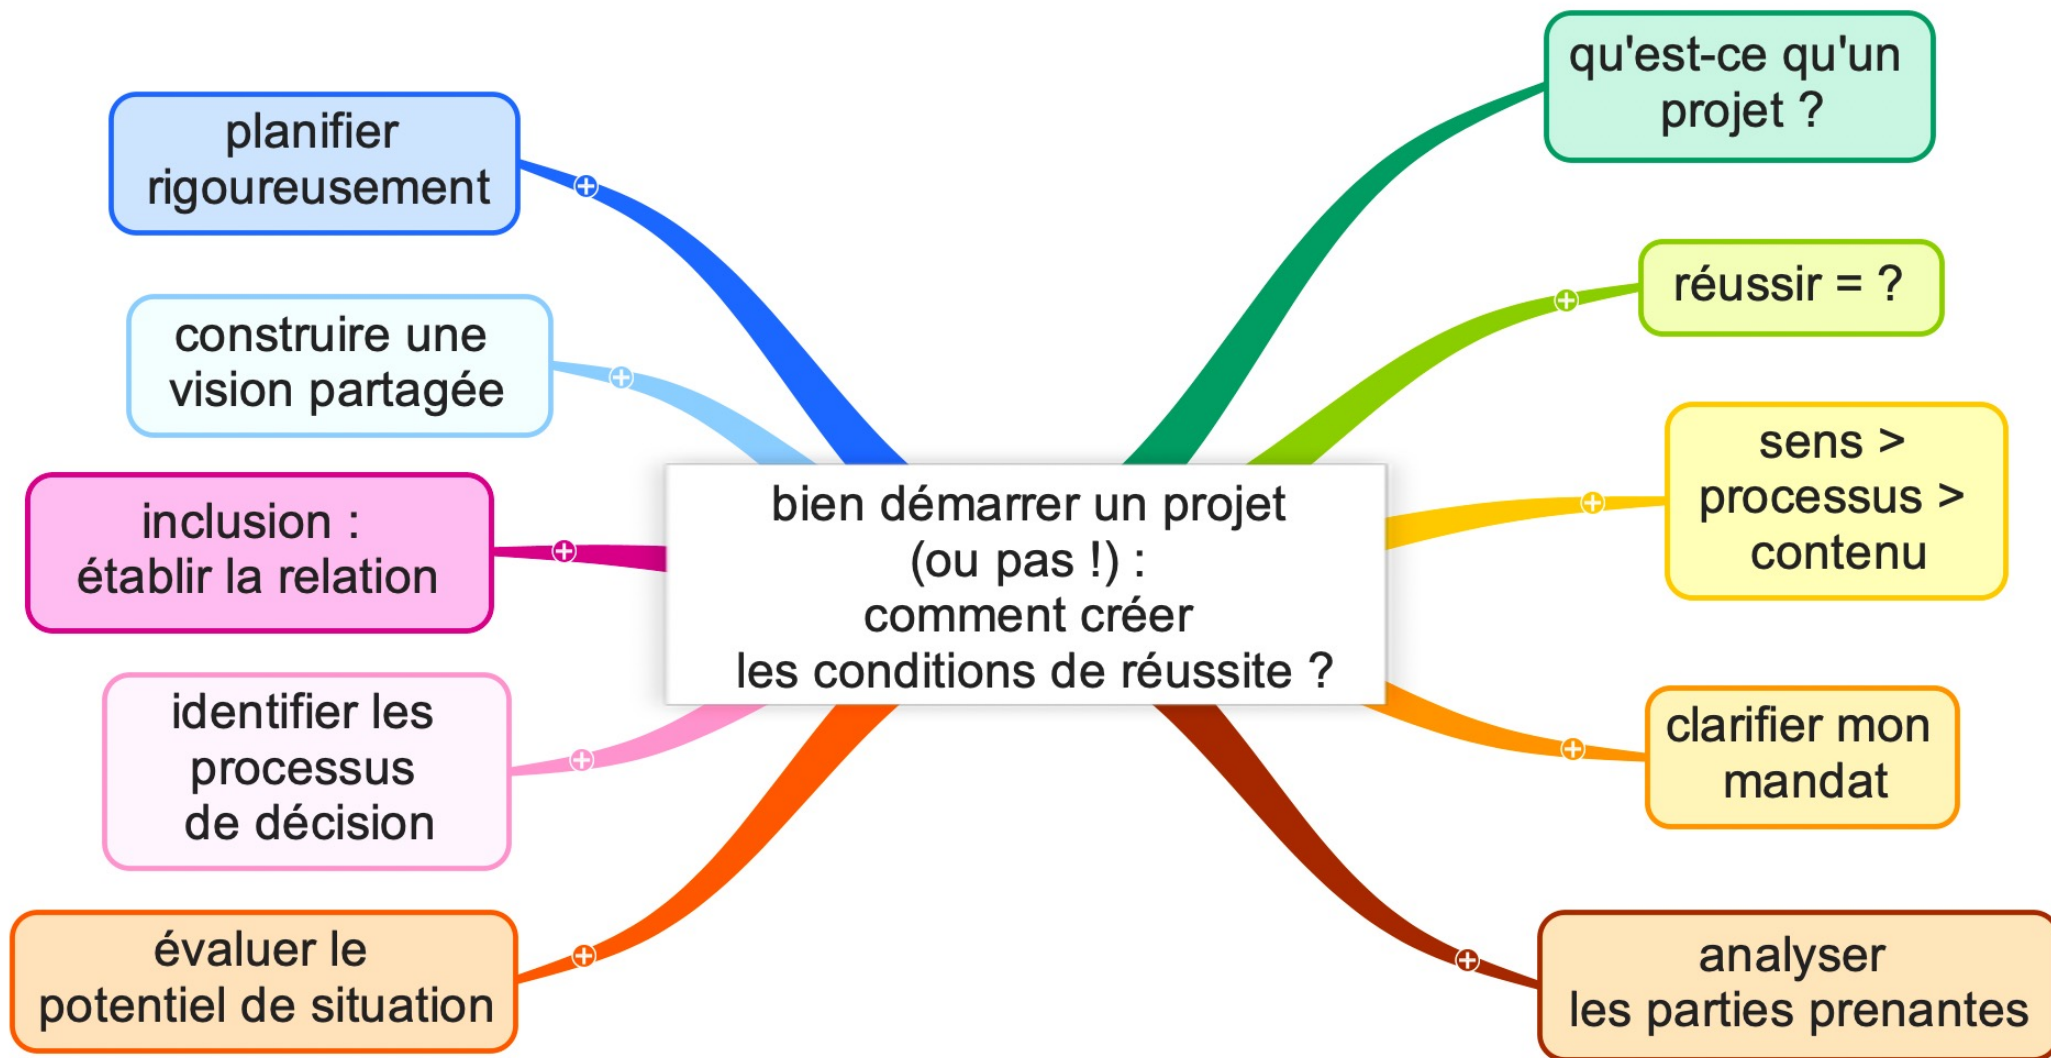 bien démarrer un projet
(ou pas !) :
comment créer
les conditions de réussite ?
qu'est-ce qu'un
projet ?
réussir = ?
sens >
processus >
contenu
clarifier mon
mandat
analyser
les parties prenantes
évaluer le
potentiel de situation
identifier les
processus
de décision
inclusion :
établir la relation
construire une
vision partagée
planifier
rigoureusement